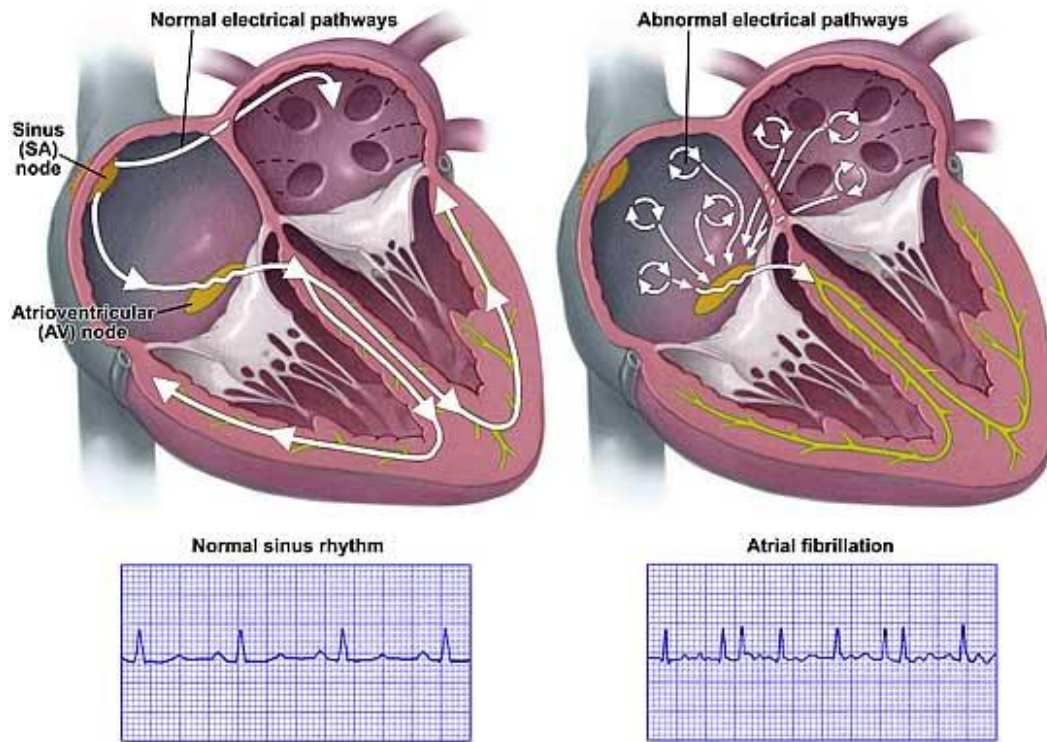 Normal electrical pathways
Sinus
(SA)
node
Atrioventricular
(AV) node
Normal sinus rhythm
Abnormal electrical pathways
Atrial fibrillation